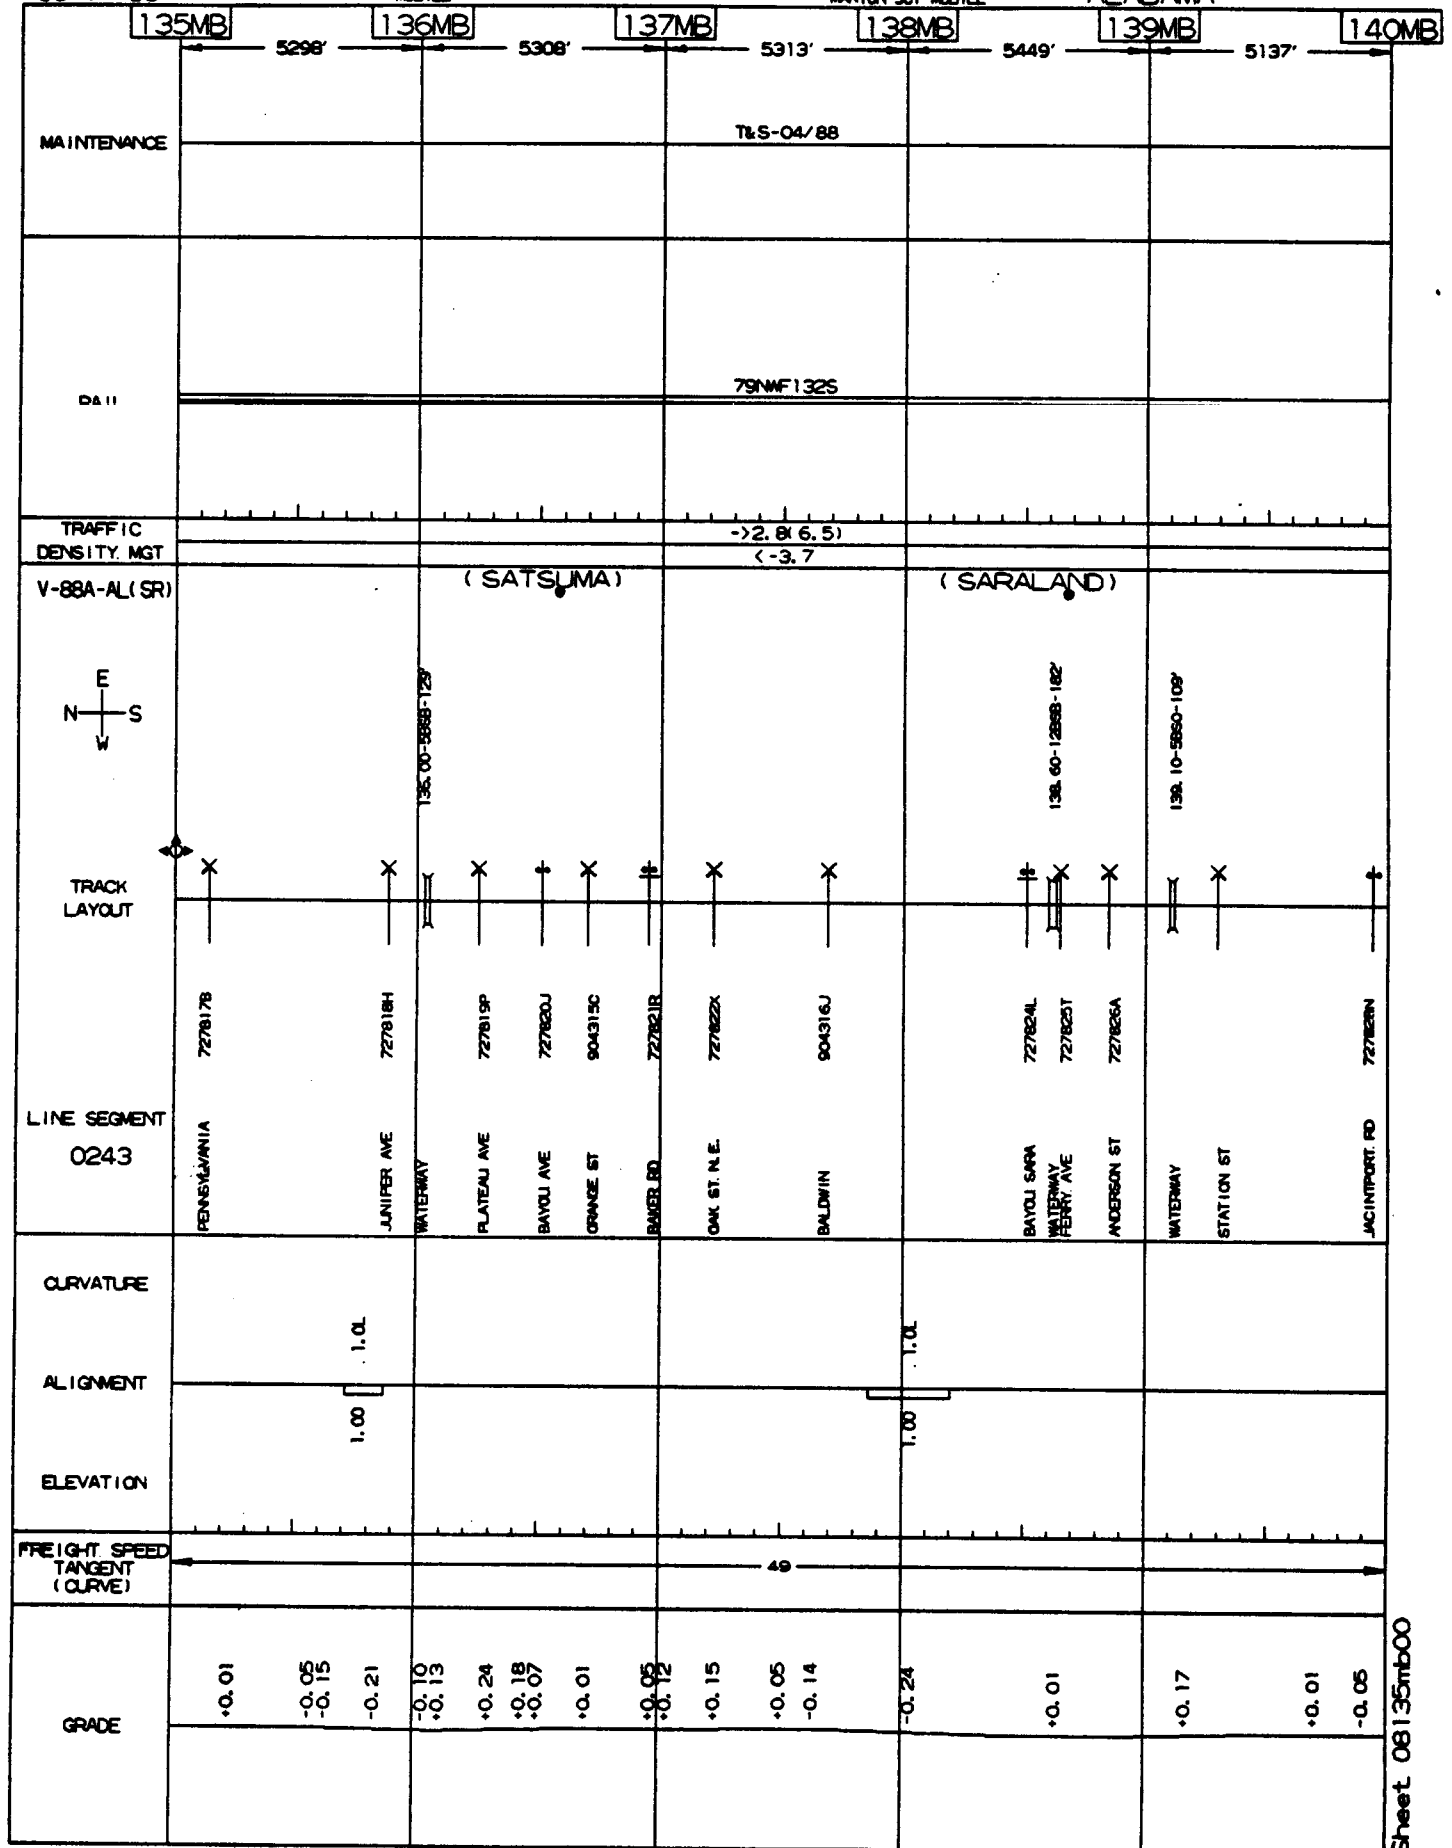 135MB 136MB 137MB 138MB 139MB 140MB
5298' 5308' 5313' 5449' 5137'
MAINTENANCE
T&S-04/88
79NWF132S
TRAFFIC
DENSITY. MGT
->2.8(6.5)
<-3.7
V-88A-AL(SR)
(SATSUMA)
(SARALAND)
E
N S
W
136.00-5BSB-129'
138.60-12BSB-182'
139.10-5BSO-109'
TRACK
LAYOUT
727817B
727818H
727819P
727820J
904315C
727821R
727822X
904316J
727824L
727825T
727826A
727828N
LINE SEGMENT
0243
PENNSYLVANIA
JUNIPER AVE
WATERWAY
PLATEAU AVE
BAYOU AVE
ORANGE ST
BAKER RD
OAK. ST. N.E.
BALDWIN
BAYOU SARA
WATERWAY
FERRY. AVE
ANDERSON ST
WATERWAY
STATION ST
JACINTPORT. RD
CURVATURE
1.0L
1.0L
ALIGNMENT
1.00
1.00
ELEVATION
FREIGHT. SPEED
TANGENT
(CURVE)
49
GRADE
+0.01
-0.05
-0.15
-0.21
-0.10
+0.13
+0.24
+0.18
+0.07
+0.01
+0.05
+0.12
+0.15
+0.05
-0.14
-0.24
+0.01
+0.17
+0.01
-0.05
Sheet 08135mb00